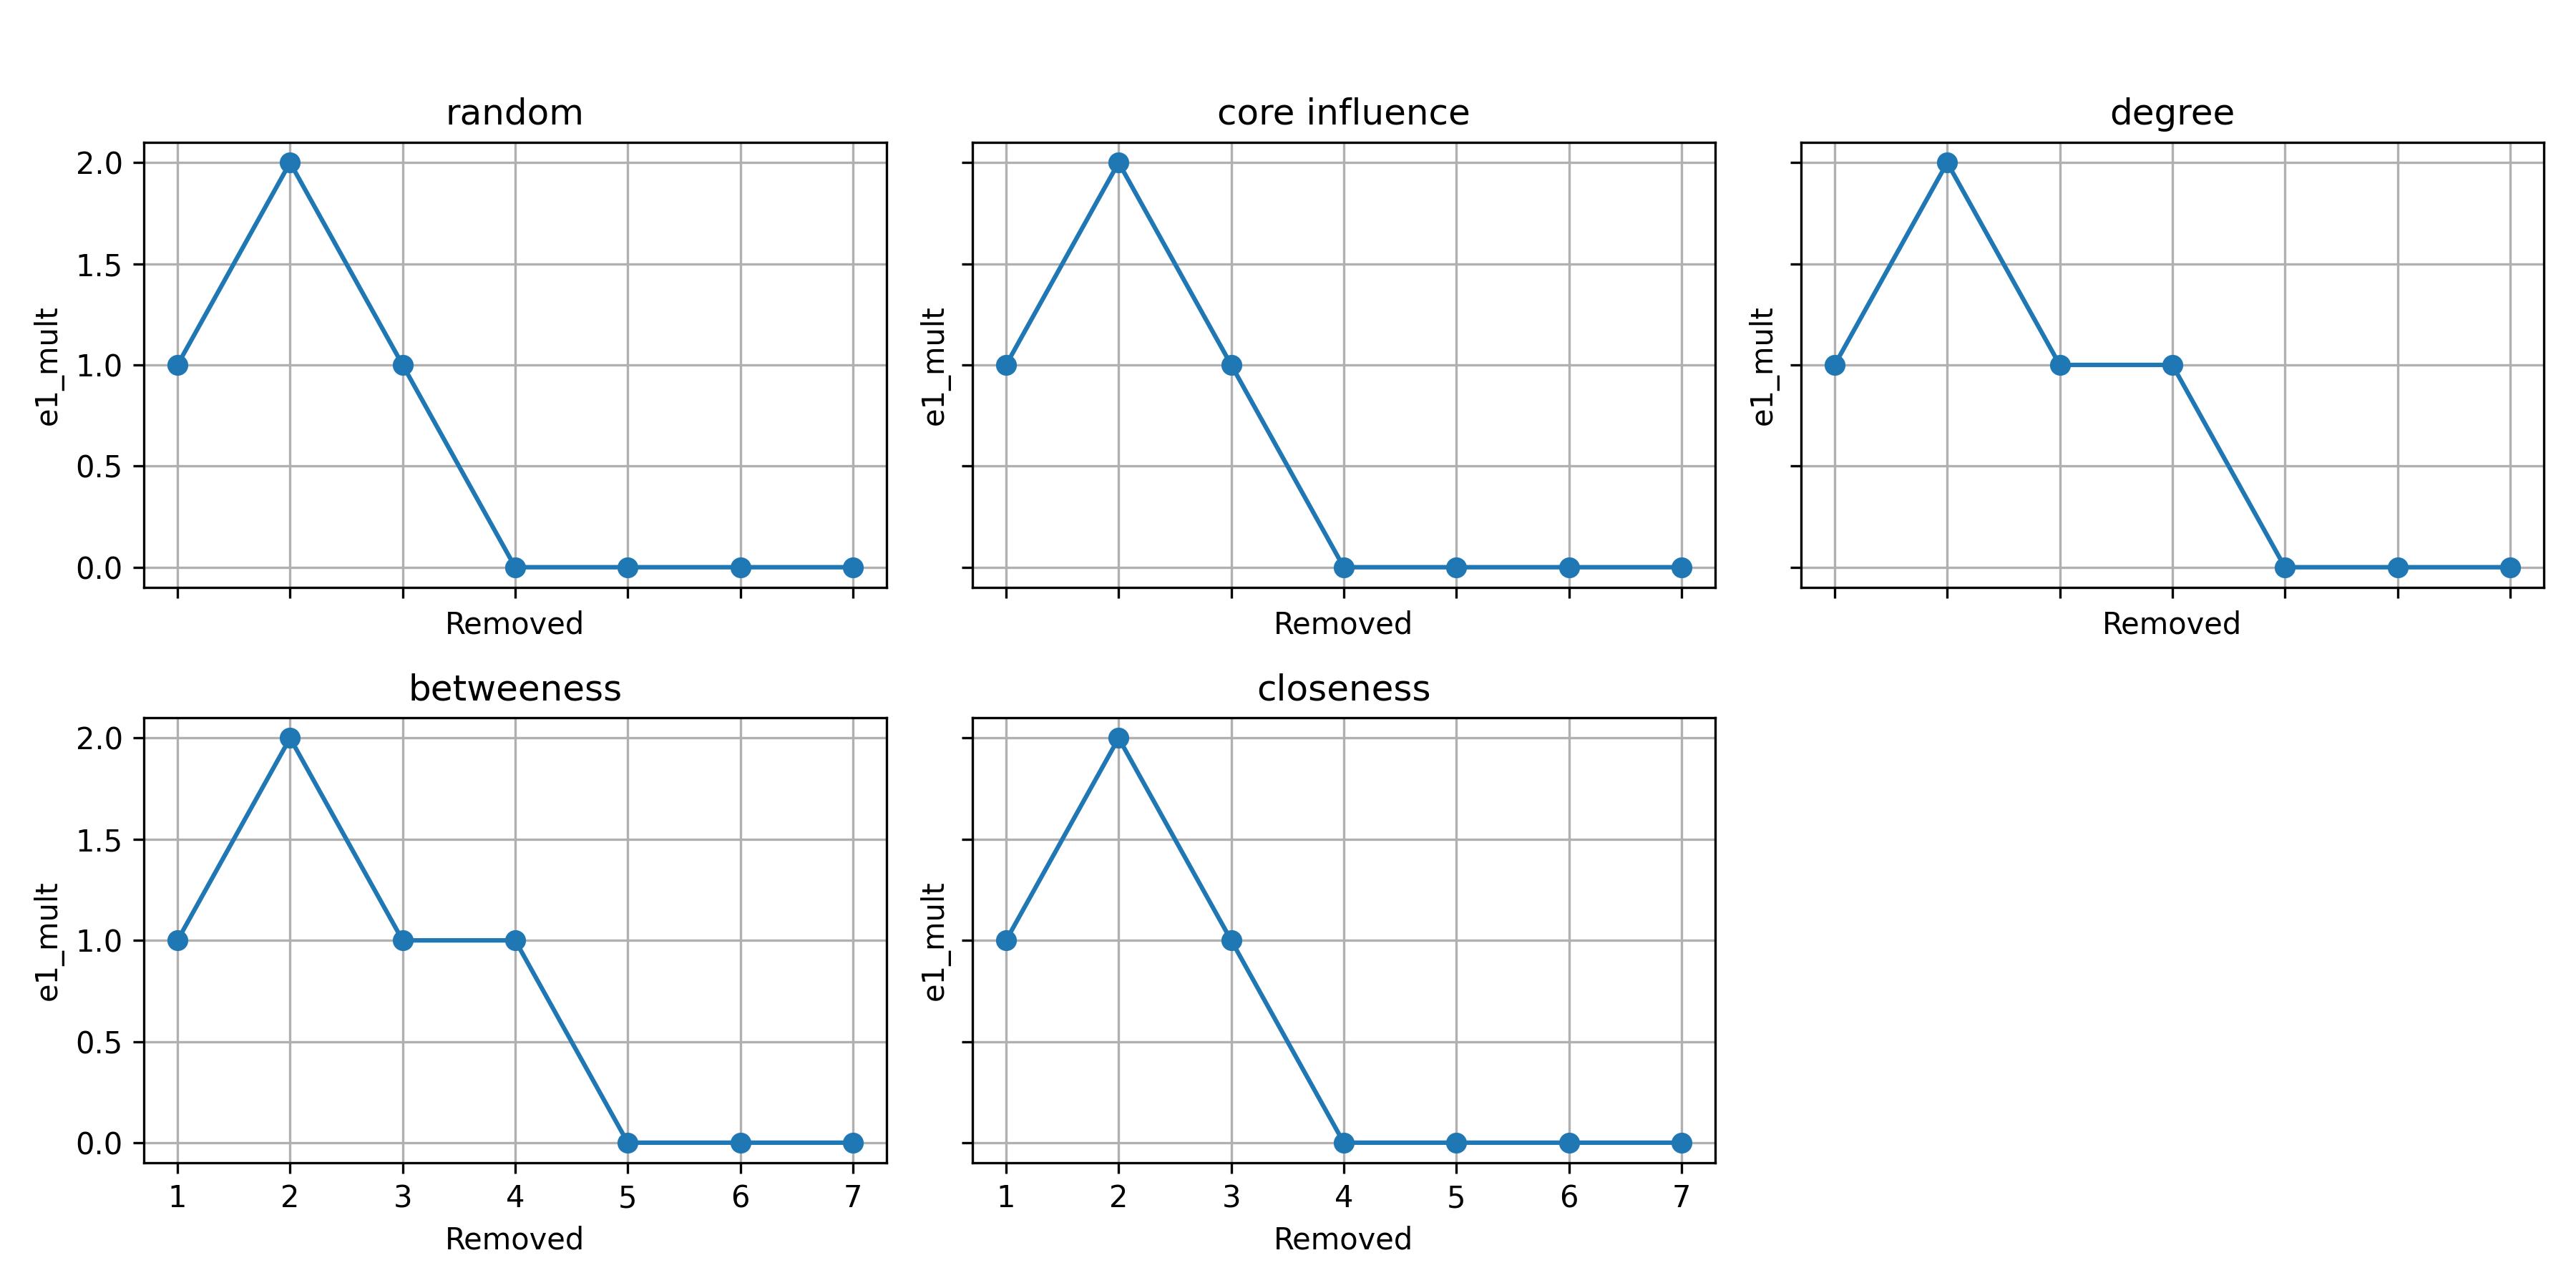 random
core influence
degree
2.0
1.5
1.0
0.5
0.0
e1_mult
e1_mult
e1_mult
Removed
Removed
Removed
betweeness
closeness
2.0
1.5
1.0
0.5
0.0
e1_mult
e1_mult
1 2 3 4 5 6 7
1 2 3 4 5 6 7
Removed
Removed